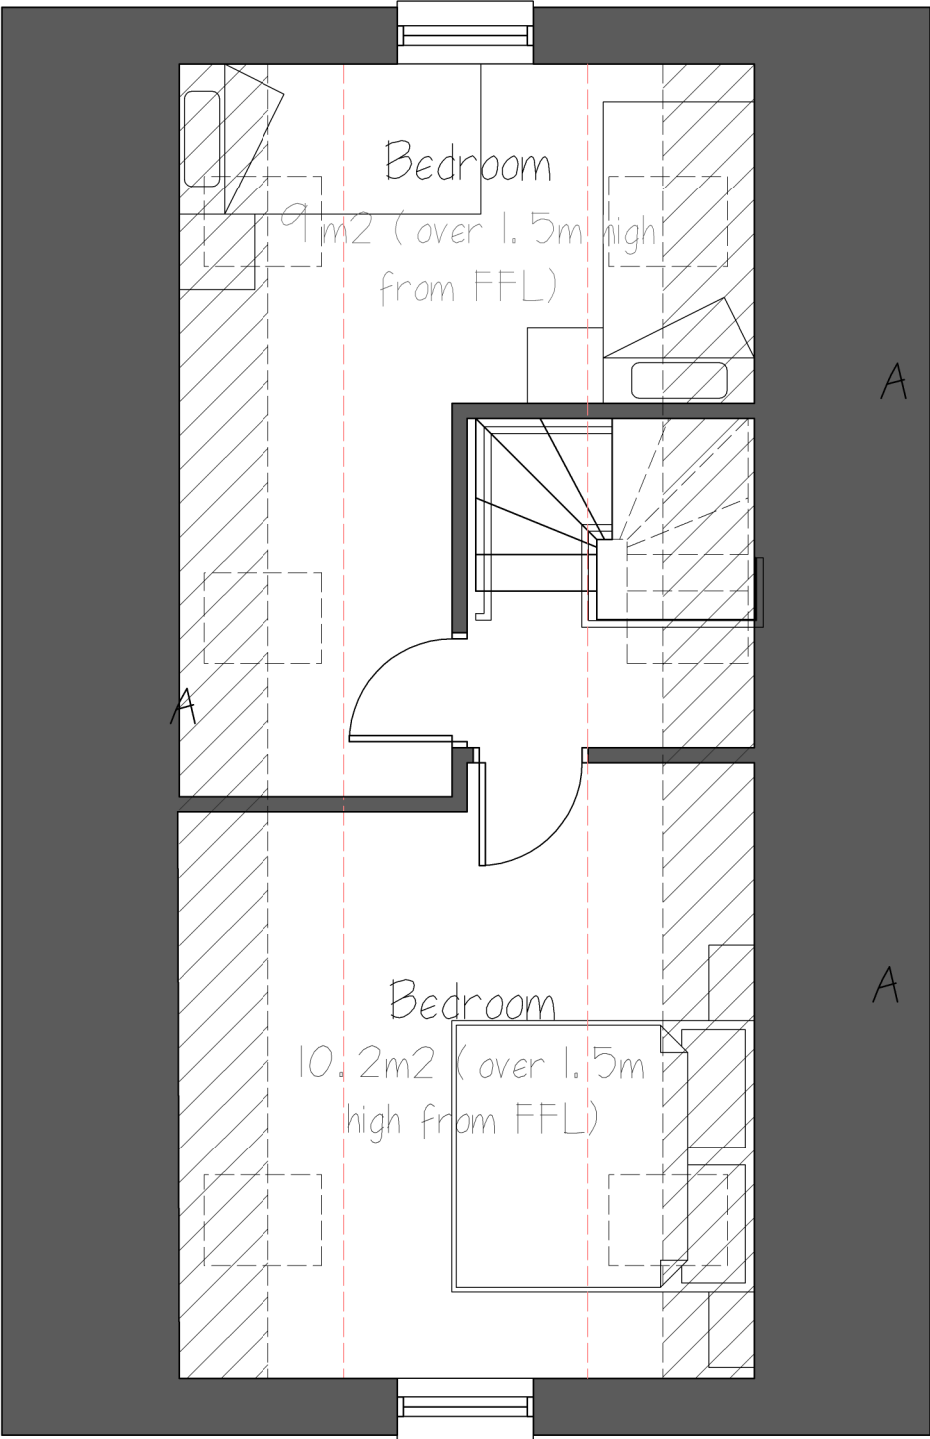 Bedroom
9m2 (over 1.5m high
from FFL)
A
A
Bedroom
A
10.2m2 (over 1.5m
high from FFL)